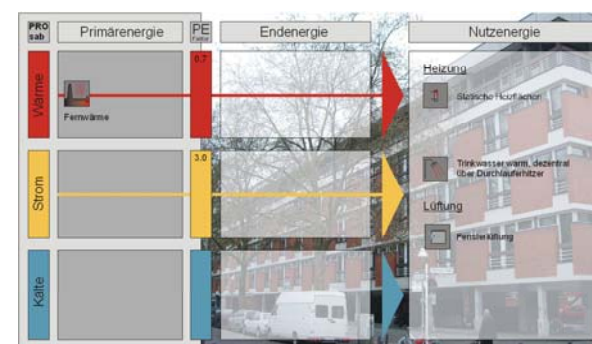 PRO
sab
Primärenergie
PE
Faktor
Endenergie
Nutzenergie
Wärme
0,7
Fernwärme
Heizung
Statische Heizflächen
Strom
3,0
Trinkwasser warm, dezentral
über Durchlauferhitzer
Lüftung
Fensterlüftung
Kälte